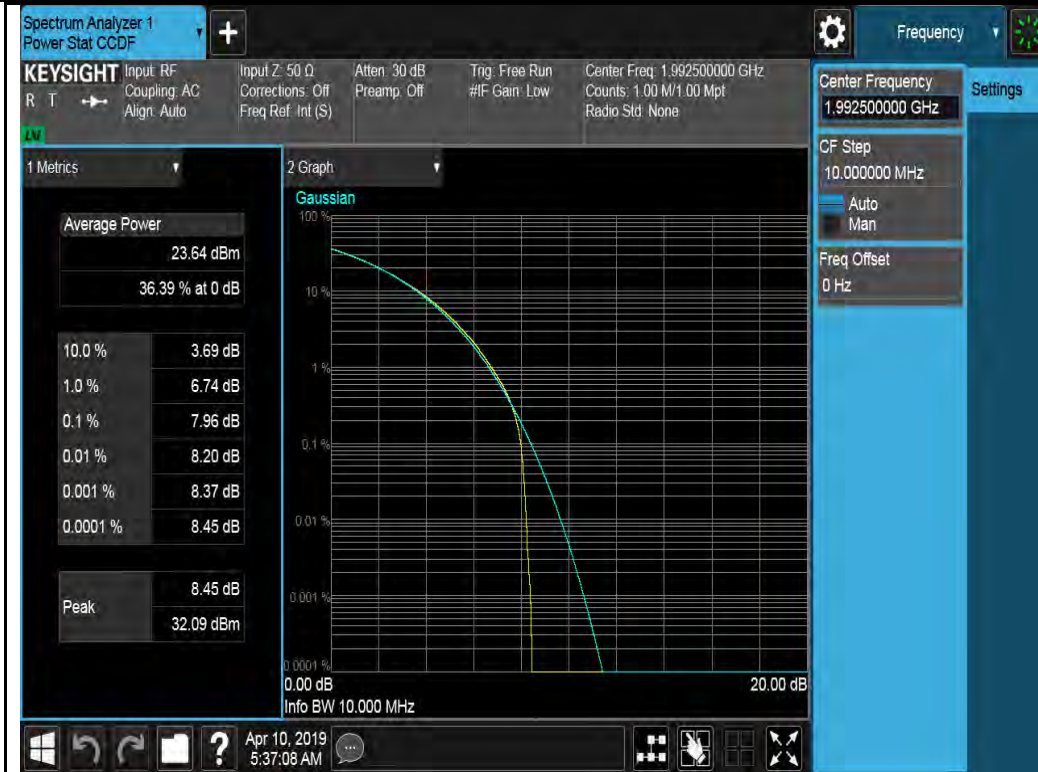 Spectrum Analyzer 1
Power Stat CCDF
+
Frequency
KEYSIGHT
R T
LV
Input: RF
Coupling: AC
Align: Auto
Input Z: 50 Ω
Corrections: Off
Freq Ref: Int (S)
Atten: 30 dB
Preamp: Off
Trig: Free Run
#IF Gain: Low
Center Freq: 1.992500000 GHz
Counts: 1.00 M/1.00 Mpt
Radio Std: None
Center Frequency
1.992500000 GHz
Settings
CF Step
10.000000 MHz
Auto
Man
Freq Offset
0 Hz
1 Metrics
Average Power
23.64 dBm
36.39 % at 0 dB
10.0 % 3.69 dB
1.0 % 6.74 dB
0.1 % 7.96 dB
0.01 % 8.20 dB
0.001 % 8.37 dB
0.0001 % 8.45 dB
Peak 8.45 dB
32.09 dBm
2 Graph
Gaussian
100 %
10 %
1 %
0.1 %
0.01 %
0.001 %
0.0001 %
0.00 dB 20.00 dB
Info BW 10.000 MHz
?
Apr 10, 2019
5:37:08 AM